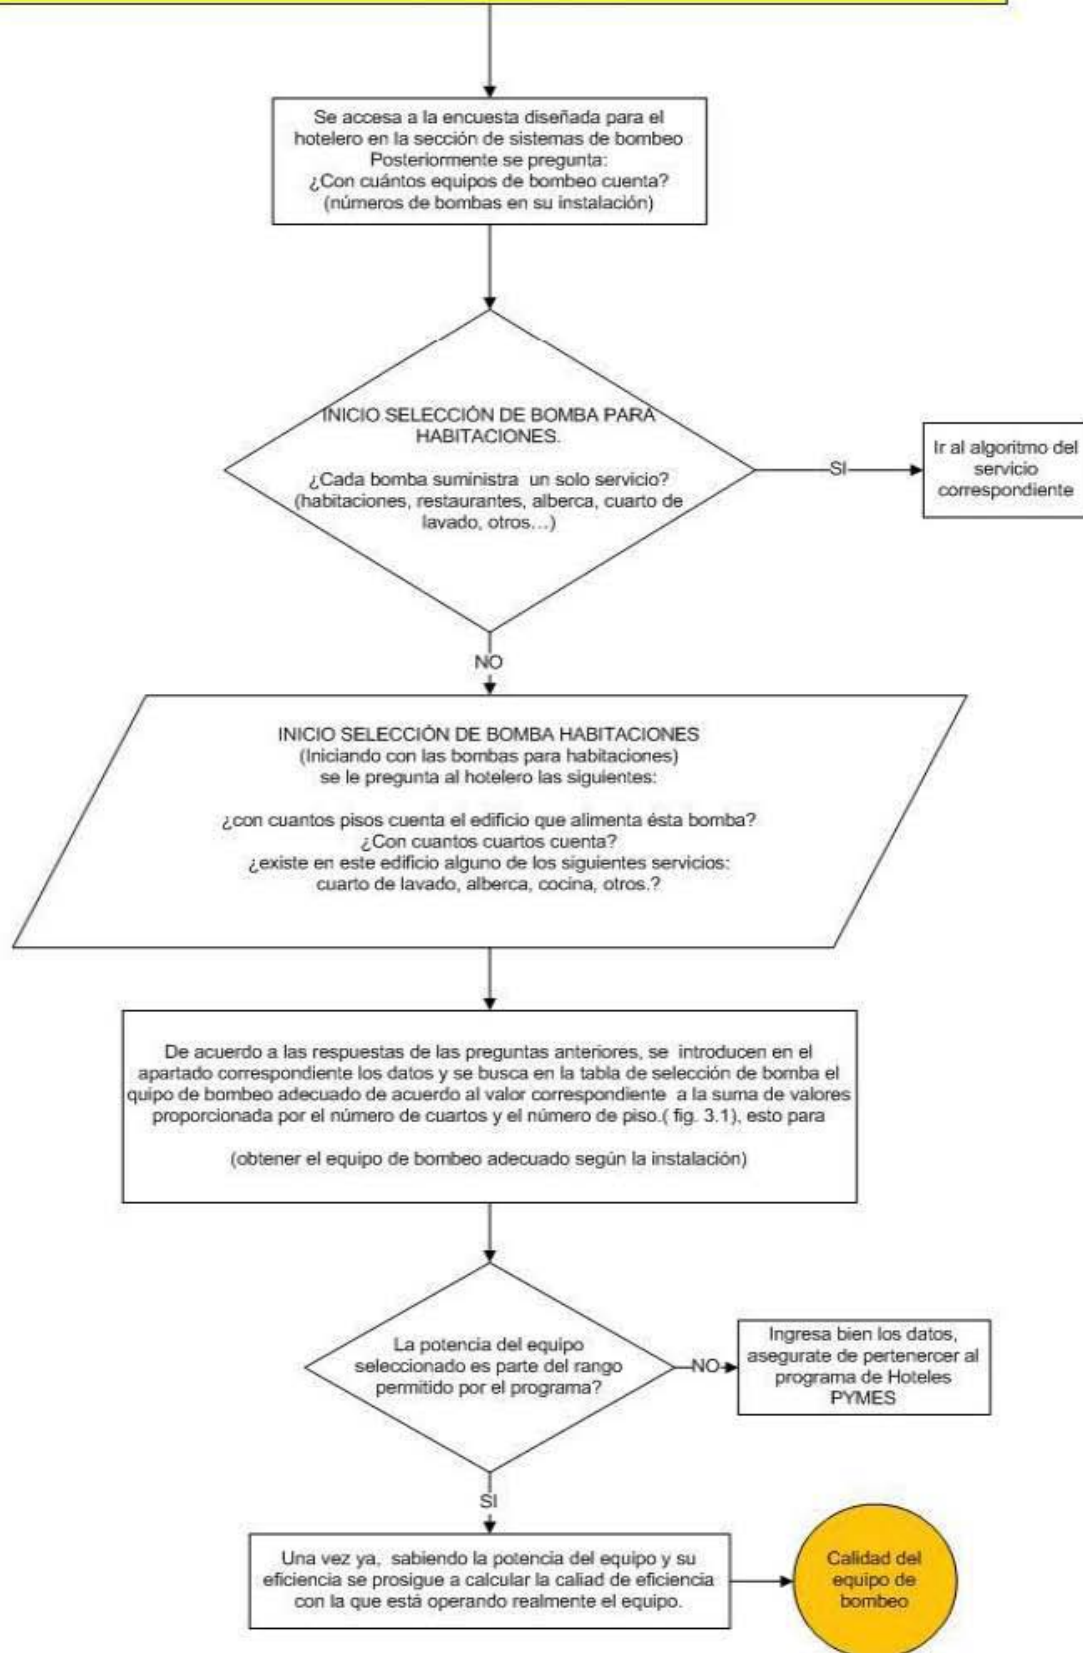 Se accesa a la encuesta diseñada para el
hotelero en la sección de sistemas de bombeo
Posteriormente se pregunta:
¿Con cuántos equipos de bombeo cuenta?
(números de bombas en su instalación)
INICIO SELECCIÓN DE BOMBA PARA
HABITACIONES.
¿Cada bomba suministra un solo servicio?
(habitaciones, restaurantes, alberca, cuarto de
lavado, otros...)
SI
Ir al algoritmo del
servicio
correspondiente
NO
INICIO SELECCIÓN DE BOMBA HABITACIONES
(Iniciando con las bombas para habitaciones)
se le pregunta al hotelero las siguientes:
¿con cuantos pisos cuenta el edificio que alimenta ésta bomba?
¿Con cuantos cuartos cuenta?
¿existe en este edificio alguno de los siguientes servicios:
cuarto de lavado, alberca, cocina, otros.?
De acuerdo a las respuestas de las preguntas anteriores, se introducen en el
apartado correspondiente los datos y se busca en la tabla de selección de bomba el
quipo de bombeo adecuado de acuerdo al valor correspondiente a la suma de valores
proporcionada por el número de cuartos y el número de piso.( fig. 3.1), esto para
(obtener el equipo de bombeo adecuado según la instalación)
La potencia del equipo
seleccionado es parte del rango
permitido por el programa?
NO
Ingresa bien los datos,
asegurate de pertenercer al
programa de Hoteles
PYMES
SI
Una vez ya, sabiendo la potencia del equipo y su
eficiencia se prosigue a calcular la caliad de eficiencia
con la que está operando realmente el equipo.
Calidad del
equipo de
bombeo